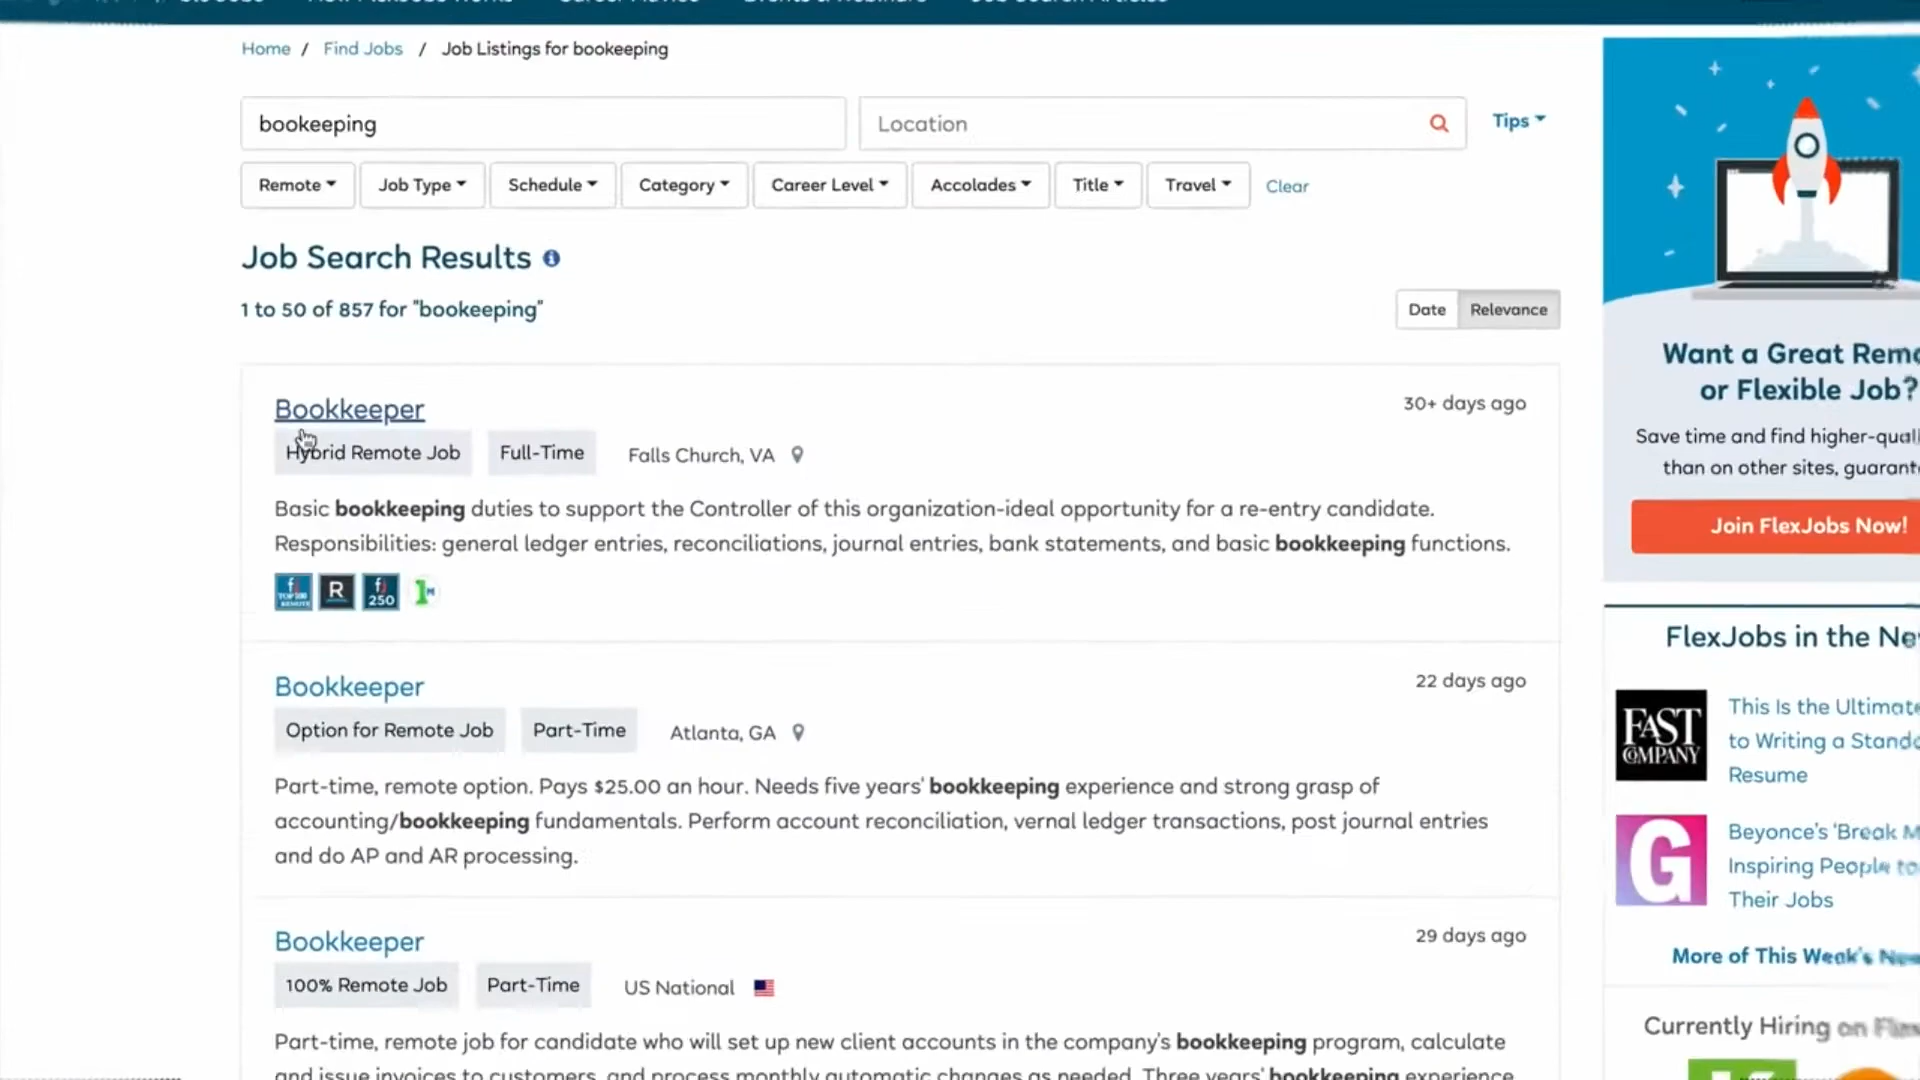 Home / Find Jobs / Job Listings for bookeeping
bookeeping
Location
Tips
Remote
Job Type
Schedule
Category
Career Level
Accolades
Title
Travel
Clear
Job Search Results
1 to 50 of 857 for "bookeeping"
Date
Relevance
Bookkeeper
30+ days ago
Hybrid Remote Job
Full-Time
Falls Church, VA
Basic bookkeeping duties to support the Controller of this organization-ideal opportunity for a re-entry candidate.
Responsibilities: general ledger entries, reconciliations, journal entries, bank statements, and basic bookkeeping functions.
fj TOP 100 REMOTE
R
fj 250
1M
Bookkeeper
22 days ago
Option for Remote Job
Part-Time
Atlanta, GA
Part-time, remote option. Pays $25.00 an hour. Needs five years' bookkeeping experience and strong grasp of
accounting/bookkeeping fundamentals. Perform account reconciliation, vernal ledger transactions, post journal entries
and do AP and AR processing.
Bookkeeper
29 days ago
100% Remote Job
Part-Time
US National
Part-time, remote job for candidate who will set up new client accounts in the company's bookkeeping program, calculate
and issue invoices to customers, and process monthly automatic changes as needed. Three years' bookkeeping experience
Want a Great Remo
or Flexible Job?
Save time and find higher-quali
than on other sites, guarant
Join FlexJobs Now!
FlexJobs in the Ne
FAST
COMPANY
This Is the Ultimate
to Writing a Stando
Resume
G
Beyonce's 'Break M
Inspiring People to
Their Jobs
More of This Week's New
Currently Hiring on Flex